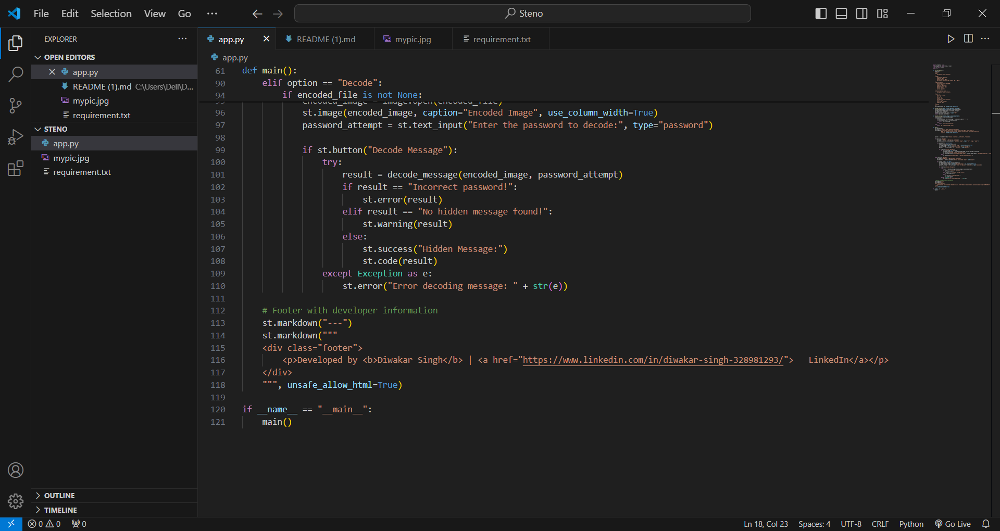 File Edit Selection View Go ··· Steno
EXPLORER
OPEN EDITORS
app.py
README (1).md C:\Users\Dell\D...
mypic.jpg
requirement.txt
STENO
app.py
mypic.jpg
requirement.txt
OUTLINE
TIMELINE
app.py README (1).md mypic.jpg requirement.txt
app.py
61 def main():
90     elif option == "Decode":
94         if encoded_file is not None:
95             encoded_image = Image.open(encoded_file)
96             st.image(encoded_image, caption="Encoded Image", use_column_width=True)
97             password_attempt = st.text_input("Enter the password to decode:", type="password")
98
99             if st.button("Decode Message"):
100                 try:
101                     result = decode_message(encoded_image, password_attempt)
102                     if result == "Incorrect password!":
103                         st.error(result)
104                     elif result == "No hidden message found!":
105                         st.warning(result)
106                     else:
107                         st.success("Hidden Message:")
108                         st.code(result)
109                 except Exception as e:
110                     st.error("Error decoding message: " + str(e))
111
112     # Footer with developer information
113     st.markdown("---")
114     st.markdown("""
115     <div class="footer">
116         <p>Developed by <b>Diwakar Singh</b> | <a href="https://www.linkedin.com/in/diwakar-singh-328981293/">   LinkedIn</a></p>
117     </div>
118     """, unsafe_allow_html=True)
119
120 if __name__ == "__main__":
121     main()
0 0 0 Ln 18, Col 23 Spaces: 4 UTF-8 CRLF Python Go Live